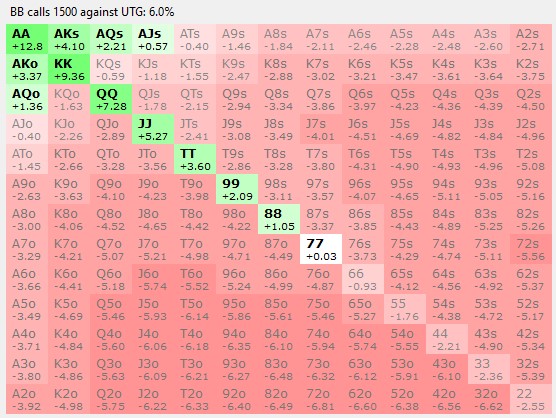 BB calls 1500 against UTG: 6.0%
AA AKs AQs AJs ATs A9s A8s A7s A6s A5s A4s A3s A2s
+12.8 +4.10 +2.21 +0.57 -0.40 -1.46 -1.84 -2.11 -2.46 -2.28 -2.48 -2.60 -2.71
AKo KK KQs KJs KTs K9s K8s K7s K6s K5s K4s K3s K2s
+3.37 +9.36 -0.59 -1.18 -1.55 -2.47 -2.88 -3.02 -3.21 -3.47 -3.61 -3.64 -3.75
AQo KQo QQ QJs QTs Q9s Q8s Q7s Q6s Q5s Q4s Q3s Q2s
+1.36 -1.63 +7.28 -1.78 -2.15 -2.94 -3.34 -3.86 -3.97 -4.23 -4.36 -4.39 -4.50
AJo KJo QJo JJ JTs J9s J8s J7s J6s J5s J4s J3s J2s
-0.40 -2.26 -2.89 +5.27 -2.41 -3.08 -3.49 -4.01 -4.51 -4.69 -4.82 -4.84 -4.96
ATo KTo QTo JTo TT T9s T8s T7s T6s T5s T4s T3s T2s
-1.45 -2.66 -3.28 -3.56 +3.60 -2.86 -3.28 -3.80 -4.31 -4.90 -4.93 -4.96 -5.08
A9o K9o Q9o J9o T9o 99 98s 97s 96s 95s 94s 93s 92s
-2.63 -3.63 -4.10 -4.23 -3.98 +2.09 -3.11 -3.57 -4.07 -4.65 -5.11 -5.05 -5.16
A8o K8o Q8o J8o T8o 98o 88 87s 86s 85s 84s 83s 82s
-3.00 -4.06 -4.52 -4.65 -4.42 -4.22 +1.05 -3.37 -3.85 -4.43 -4.89 -5.25 -5.26
A7o K7o Q7o J7o T7o 97o 87o 77 76s 75s 74s 73s 72s
-3.29 -4.21 -5.07 -5.21 -4.98 -4.71 -4.49 +0.03 -3.73 -4.29 -4.74 -5.11 -5.56
A6o K6o Q6o J6o T6o 96o 86o 76o 66 65s 64s 63s 62s
-3.66 -4.41 -5.18 -5.74 -5.52 -5.24 -4.99 -4.87 -0.93 -4.12 -4.56 -4.92 -5.37
A5o K5o Q5o J5o T5o 95o 85o 75o 65o 55 54s 53s 52s
-3.49 -4.69 -5.46 -5.93 -6.14 -5.86 -5.61 -5.46 -5.27 -1.76 -4.38 -4.72 -5.17
A4o K4o Q4o J4o T4o 94o 84o 74o 64o 54o 44 43s 42s
-3.71 -4.84 -5.60 -6.06 -6.18 -6.35 -6.10 -5.94 -5.74 -5.55 -2.21 -4.90 -5.34
A3o K3o Q3o J3o T3o 93o 83o 73o 63o 53o 43o 33 32s
-3.80 -4.86 -5.63 -6.09 -6.21 -6.27 -6.48 -6.32 -6.12 -5.91 -6.10 -2.36 -5.39
A2o K2o Q2o J2o T2o 92o 82o 72o 62o 52o 42o 32o 22
-3.92 -4.98 -5.75 -6.22 -6.33 -6.40 -6.49 -6.81 -6.63 -6.38 -6.56 -6.62 -2.55